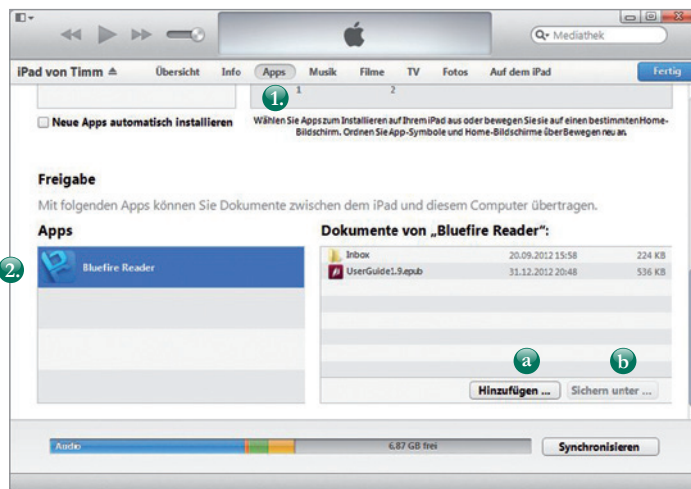 Mediathek
iPad von Timm Übersicht Info Apps Musik Filme TV Fotos Auf dem iPad Fertig
1 2
1.
Neue Apps automatisch installieren
Wählen Sie Apps zum Installieren auf Ihrem iPad aus oder bewegen Sie sie auf einen bestimmten Home-
Bildschirm. Ordnen Sie App-Symbole und Home-Bildschirme über Bewegen neu an.
Freigabe
Mit folgenden Apps können Sie Dokumente zwischen dem iPad und diesem Computer übertragen.
Apps
Dokumente von „Bluefire Reader“:
2.
Bluefire Reader
Inbox 20.09.2012 15:58 224 KB
UserGuide1.9.epub 31.12.2012 20:48 536 KB
a b
Hinzufügen ... Sichern unter ...
Audio 6,87 GB frei Synchronisieren